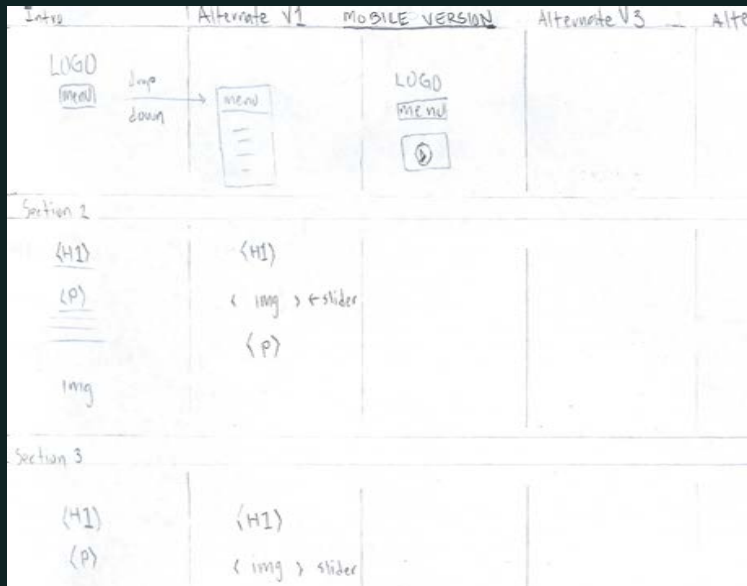 Intro
Alternate V1
MOBILE VERSION
Alternate V3
Alte
LOGO
menu
drop
down
menu
LOGO
menu
Section 2
<H1>
<P>
img
<H1>
< img > ← slider
<P>
Section 3
<H1>
<P>
<H1>
< img > slider